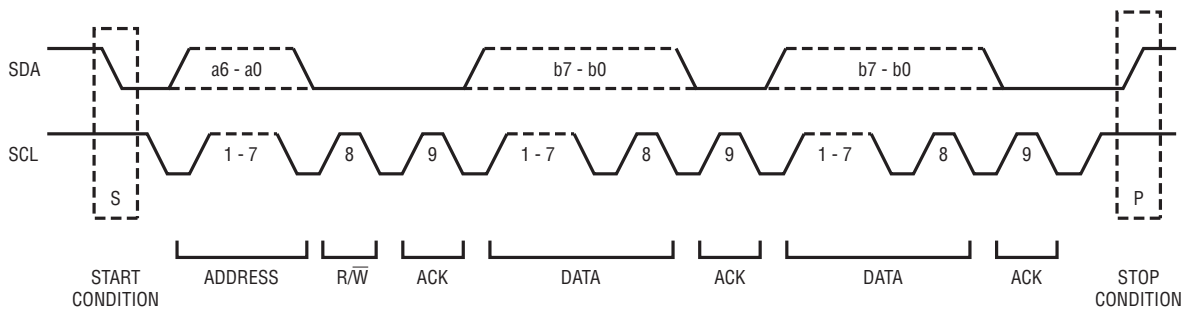 SDA
a6 - a0
b7 - b0
b7 - b0
SCL
1 - 7
8
9
1 - 7
8
9
1 - 7
8
9
S
P
START
CONDITION
ADDRESS
R/W̅
ACK
DATA
ACK
DATA
ACK
STOP
CONDITION